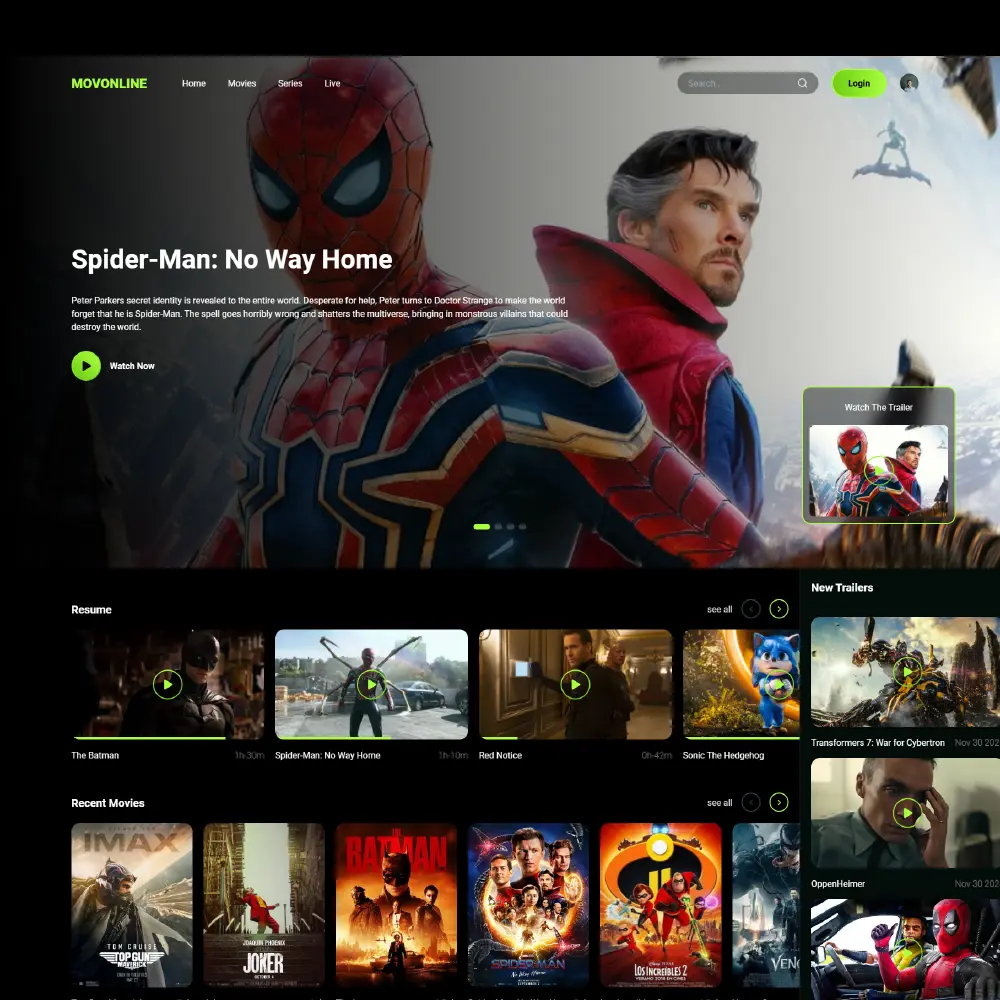 MOVONLINE
Home
Movies
Series
Live
Search...
Login
Spider-Man: No Way Home
Peter Parkers secret identity is revealed to the entire world. Desperate for help, Peter turns to Doctor Strange to make the world
forget that he is Spider-Man. The spell goes horribly wrong and shatters the multiverse, bringing in monstrous villains that could
destroy the world.
Watch Now
Watch The Trailer
Resume
see all
The Batman
1h-30m
Spider-Man: No Way Home
1h-10m
Red Notice
0h-42m
Sonic The Hedgehog
Recent Movies
see all
IMAX
TOM CRUISE
TOP GUN
MAVERICK
JOAQUIN PHOENIX
JOKER
OCTOBER 4
THE
BATMAN
SPIDER-MAN
No Way Home
LOS INCREÍBLES 2
VERANO 2018 EN CINES
VEN
New Trailers
Transformers 7: War for Cybertron
Nov 30 202
OppenHeimer
Nov 30 202